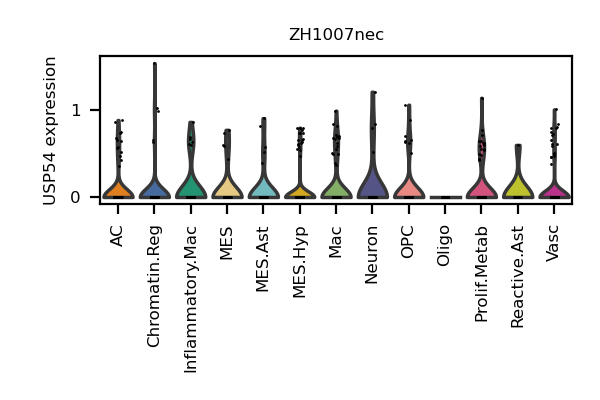 ZH1007nec
USP54 expression
1
0
AC
Chromatin.Reg
Inflammatory.Mac
MES
MES.Ast
MES.Hyp
Mac
Neuron
OPC
Oligo
Prolif.Metab
Reactive.Ast
Vasc